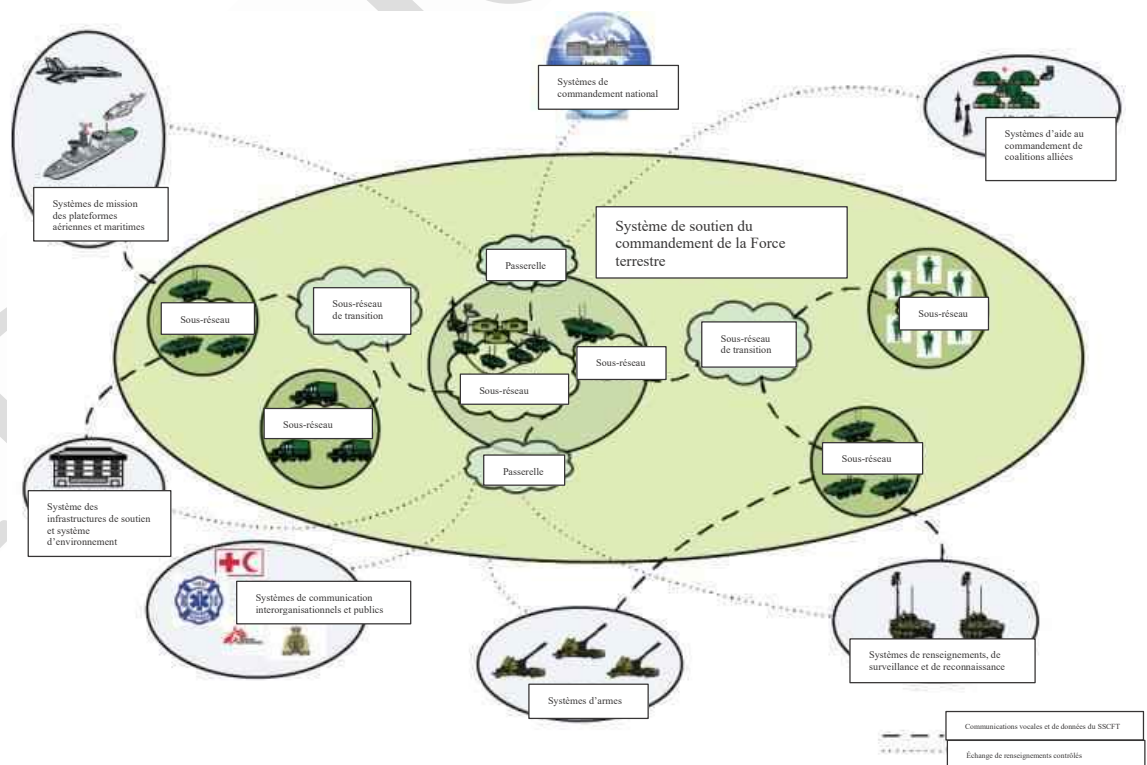 Systèmes de
commandement national
Systèmes d'aide au
commandement de
coalitions alliées
Systèmes de mission
des plateformes
aériennes et maritimes
Système de soutien du
commandement de la Force
terrestre
Passerelle
Sous-réseau
Sous-réseau
de transition
Sous-réseau
Sous-réseau
Sous-réseau
de transition
Sous-réseau
Sous-réseau
Sous-réseau
Passerelle
Système des
infrastructures de soutien
et système
d'environnement
Systèmes de communication
interorganisationnels et publics
Systèmes d'armes
Systèmes de renseignements, de
surveillance et de reconnaissance
Communications vocales et de données du SSCFT
Échange de renseignements contrôlés